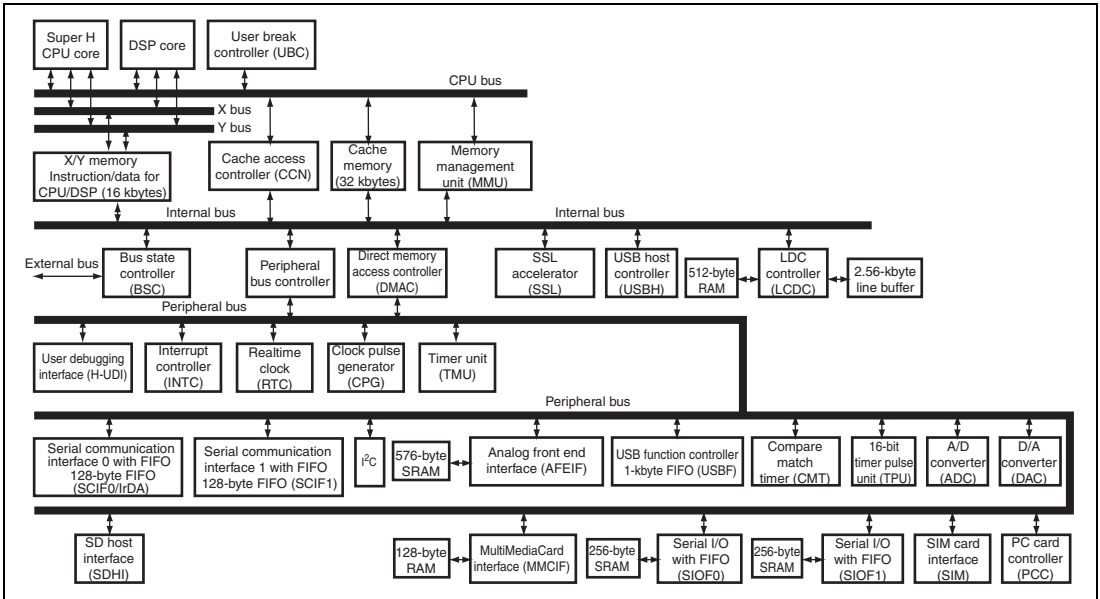 Super H
CPU core
DSP core
User break
controller (UBC)
CPU bus
X bus
Y bus
X/Y memory
Instruction/data for
CPU/DSP (16 kbytes)
Cache access
controller (CCN)
Cache
memory
(32 kbytes)
Memory
management
unit (MMU)
Internal bus
Internal bus
External bus
Bus state
controller
(BSC)
Peripheral
bus controller
Direct memory
access controller
(DMAC)
SSL
accelerator
(SSL)
USB host
controller
(USBH)
512-byte
RAM
LDC
controller
(LCDC)
2.56-kbyte
line buffer
Peripheral bus
User debugging
interface (H-UDI)
Interrupt
controller
(INTC)
Realtime
clock
(RTC)
Clock pulse
generator
(CPG)
Timer unit
(TMU)
Peripheral bus
Serial communication
interface 0 with FIFO
128-byte FIFO
(SCIF0/IrDA)
Serial communication
interface 1 with FIFO
128-byte FIFO (SCIF1)
I²C
576-byte
SRAM
Analog front end
interface (AFEIF)
USB function controller
1-kbyte FIFO (USBF)
Compare
match
timer (CMT)
16-bit
timer pulse
unit (TPU)
A/D
converter
(ADC)
D/A
converter
(DAC)
SD host
interface
(SDHI)
128-byte
RAM
MultiMediaCard
interface (MMCIF)
256-byte
SRAM
Serial I/O
with FIFO
(SIOF0)
256-byte
SRAM
Serial I/O
with FIFO
(SIOF1)
SIM card
interface
(SIM)
PC card
controller
(PCC)